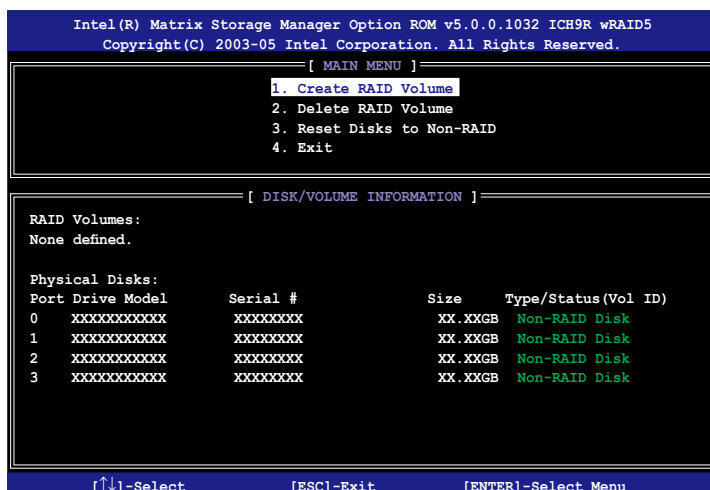 Intel(R) Matrix Storage Manager Option ROM v5.0.0.1032 ICH9R wRAID5
Copyright(C) 2003-05 Intel Corporation. All Rights Reserved.
[ MAIN MENU ]
1. Create RAID Volume
2. Delete RAID Volume
3. Reset Disks to Non-RAID
4. Exit
[ DISK/VOLUME INFORMATION ]
RAID Volumes:
None defined.
Physical Disks:
Port Drive Model Serial # Size Type/Status(Vol ID)
0 XXXXXXXXXXX XXXXXXXX XX.XXGB Non-RAID Disk
1 XXXXXXXXXXX XXXXXXXX XX.XXGB Non-RAID Disk
2 XXXXXXXXXXX XXXXXXXX XX.XXGB Non-RAID Disk
3 XXXXXXXXXXX XXXXXXXX XX.XXGB Non-RAID Disk
[↑↓]-Select [ESC]-Exit [ENTER]-Select Menu